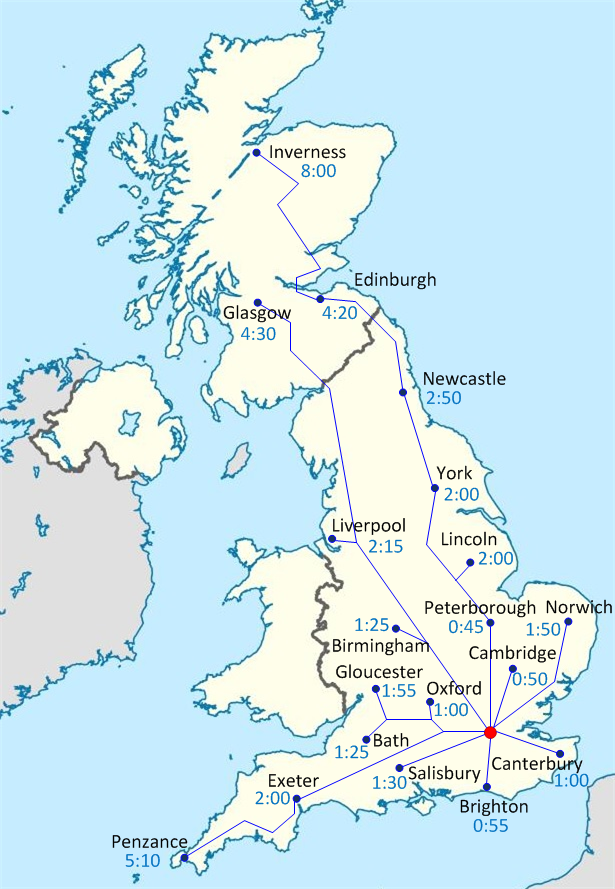 Inverness
8:00
Edinburgh
4:20
Glasgow
4:30
Newcastle
2:50
York
2:00
Liverpool
2:15
Lincoln
2:00
Peterborough
0:45
Norwich
1:50
1:25
Birmingham
Cambridge
0:50
Gloucester
1:55
Oxford
1:00
Bath
1:25
Salisbury
1:30
Canterbury
1:00
Exeter
2:00
Brighton
0:55
Penzance
5:10